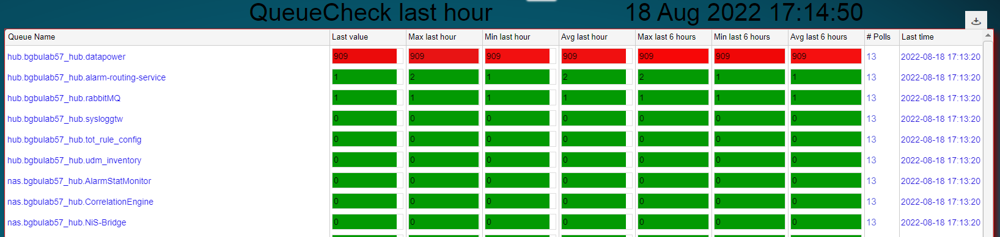 QueueCheck last hour 18 Aug 2022 17:14:50
Queue Name Last value Max last hour Min last hour Avg last hour Max last 6 hours Min last 6 hours Avg last 6 hours # Polls Last time
hub.bgbulab57_hub.datapower 909 909 909 909 909 909 909 13 2022-08-18 17:13:20
hub.bgbulab57_hub.alarm-routing-service 1 2 1 2 2 1 1 13 2022-08-18 17:13:20
hub.bgbulab57_hub.rabbitMQ 1 1 1 1 1 1 1 13 2022-08-18 17:13:20
hub.bgbulab57_hub.sysloggtw 0 0 0 0 0 0 0 13 2022-08-18 17:13:20
hub.bgbulab57_hub.tot_rule_config 0 0 0 0 0 0 0 13 2022-08-18 17:13:20
hub.bgbulab57_hub.udm_inventory 0 0 0 0 0 0 0 13 2022-08-18 17:13:20
nas.bgbulab57_hub.AlarmStatMonitor 0 0 0 0 0 0 0 13 2022-08-18 17:13:20
nas.bgbulab57_hub.CorrelationEngine 0 0 0 0 0 0 0 13 2022-08-18 17:13:20
nas.bgbulab57_hub.NiS-Bridge 0 0 0 0 0 0 0 13 2022-08-18 17:13:20